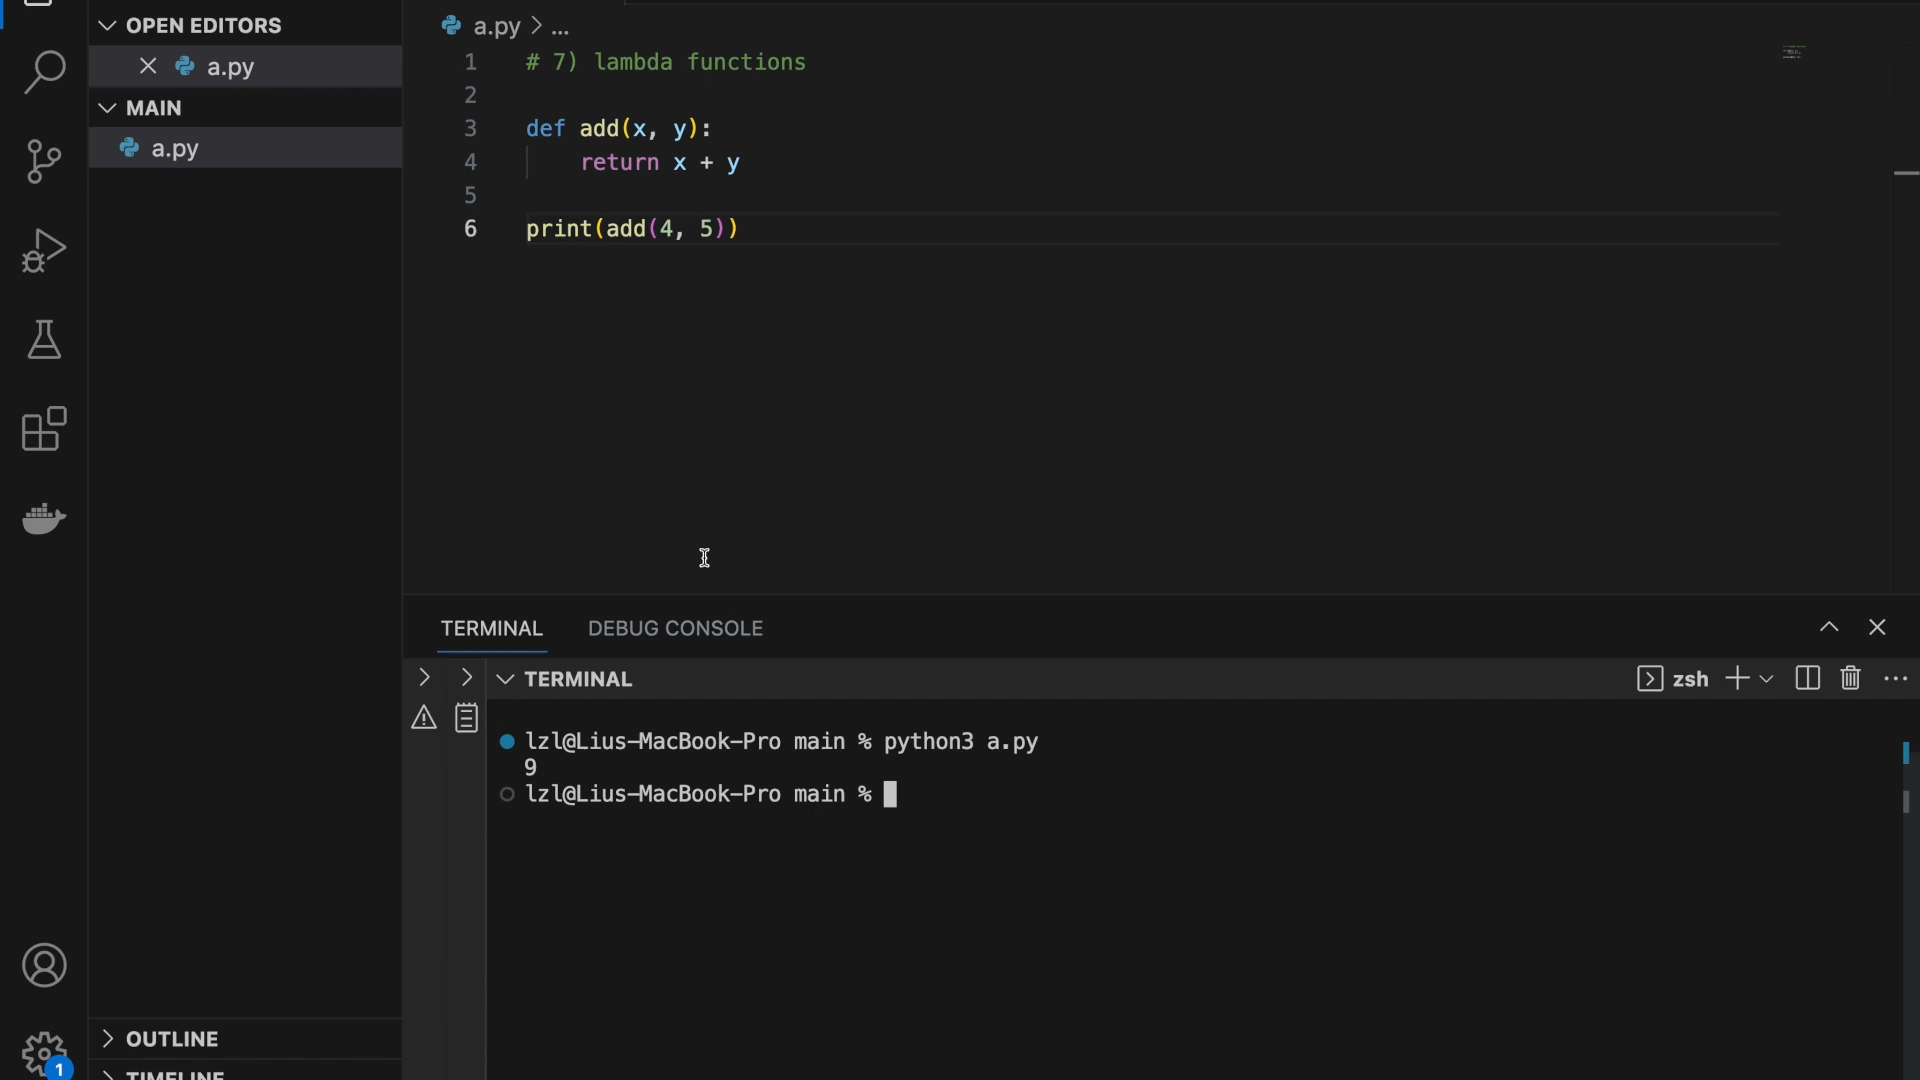 OPEN EDITORS
a.py
MAIN
a.py
OUTLINE
TIMELINE
1
a.py > ...
1 # 7) lambda functions
2
3 def add(x, y):
4     return x + y
5
6 print(add(4, 5))
TERMINAL DEBUG CONSOLE
TERMINAL
zsh
lzl@Lius-MacBook-Pro main % python3 a.py
9
lzl@Lius-MacBook-Pro main %